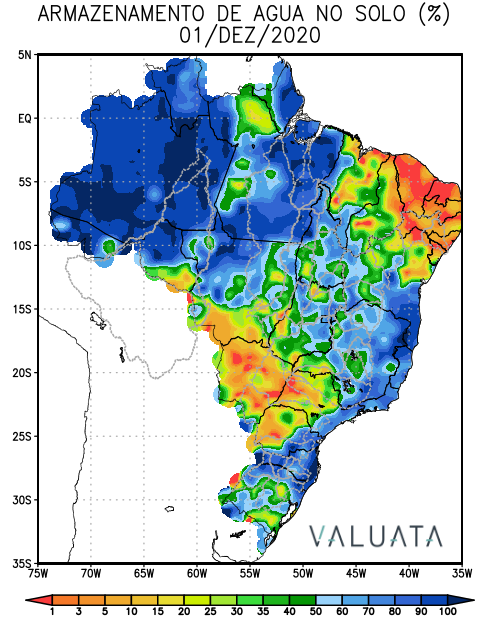 ARMAZENAMENTO DE AGUA NO SOLO (%)
01/DEZ/2020
5N
EQ
5S
10S
15S
20S
25S
30S
35S
VALUATA
75W 70W 65W 60W 55W 50W 45W 40W 35W
1 3 5 10 15 20 25 30 35 40 50 60 70 80 90 100